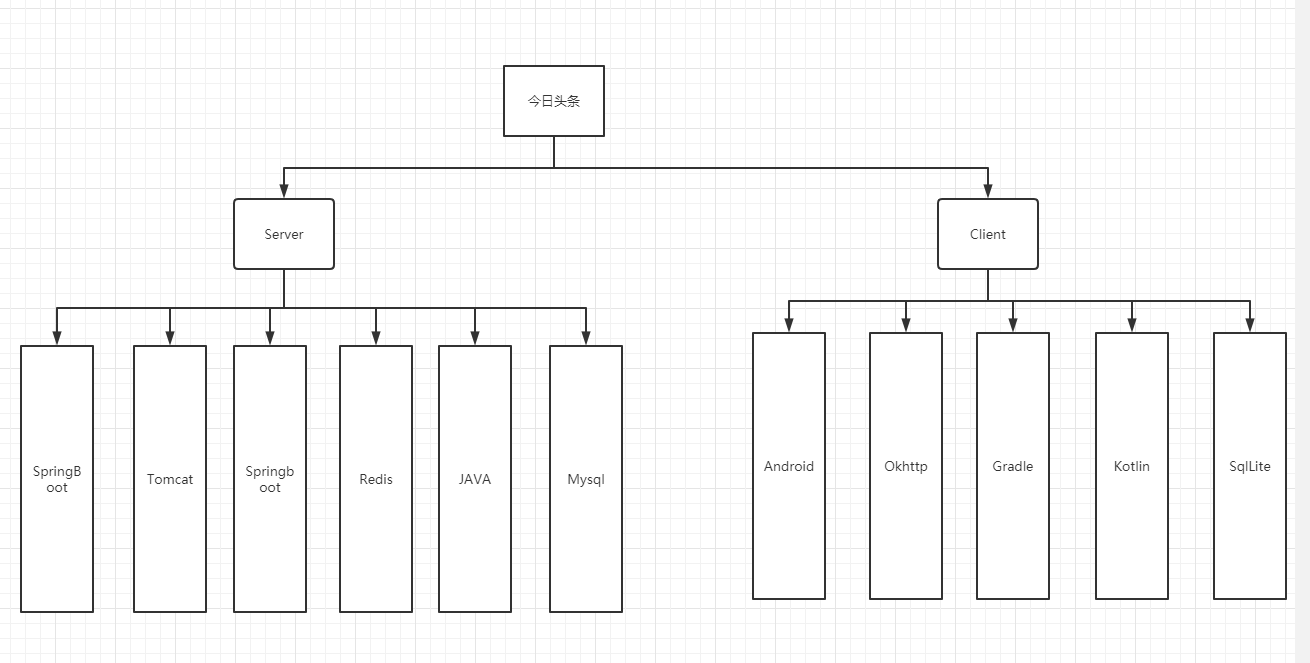 今日头条
Server
Client
SpringB
oot
Tomcat
Springb
oot
Redis
JAVA
Mysql
Android
Okhttp
Gradle
Kotlin
SqlLite